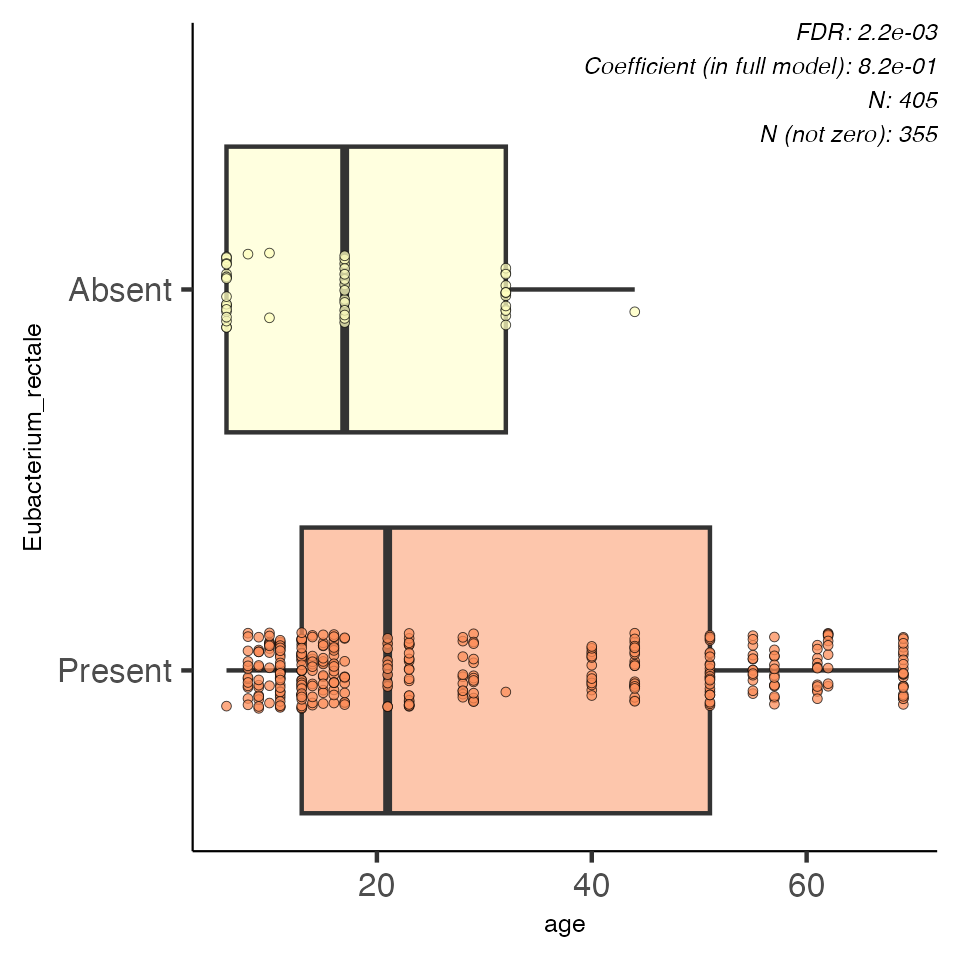 FDR: 2.2e-03
Coefficient (in full model): 8.2e-01
N: 405
N (not zero): 355
Absent
Present
Eubacterium_rectale
20
40
60
age